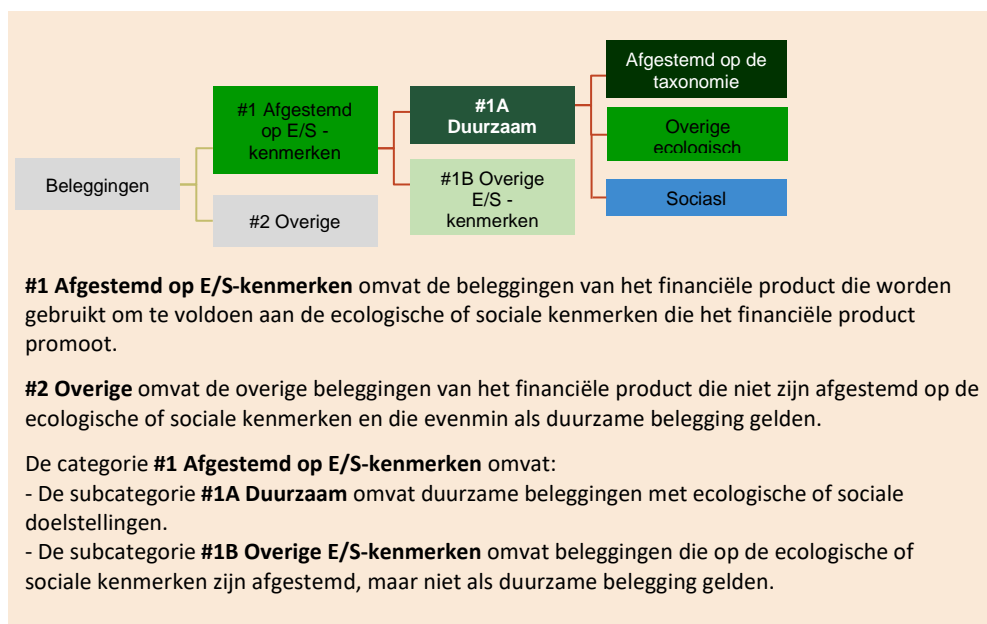 Afgestemd op de
taxonomie
#1 Afgestemd
op E/S -
kenmerken
#1A
Duurzaam
Overige
ecologisch
Beleggingen
#1B Overige
E/S -
kenmerken
Sociasl
#2 Overige
#1 Afgestemd op E/S-kenmerken omvat de beleggingen van het financiële product die worden
gebruikt om te voldoen aan de ecologische of sociale kenmerken die het financiële product
promoot.
#2 Overige omvat de overige beleggingen van het financiële product die niet zijn afgestemd op de
ecologische of sociale kenmerken en die evenmin als duurzame belegging gelden.
De categorie #1 Afgestemd op E/S-kenmerken omvat:
- De subcategorie #1A Duurzaam omvat duurzame beleggingen met ecologische of sociale
doelstellingen.
- De subcategorie #1B Overige E/S-kenmerken omvat beleggingen die op de ecologische of
sociale kenmerken zijn afgestemd, maar niet als duurzame belegging gelden.